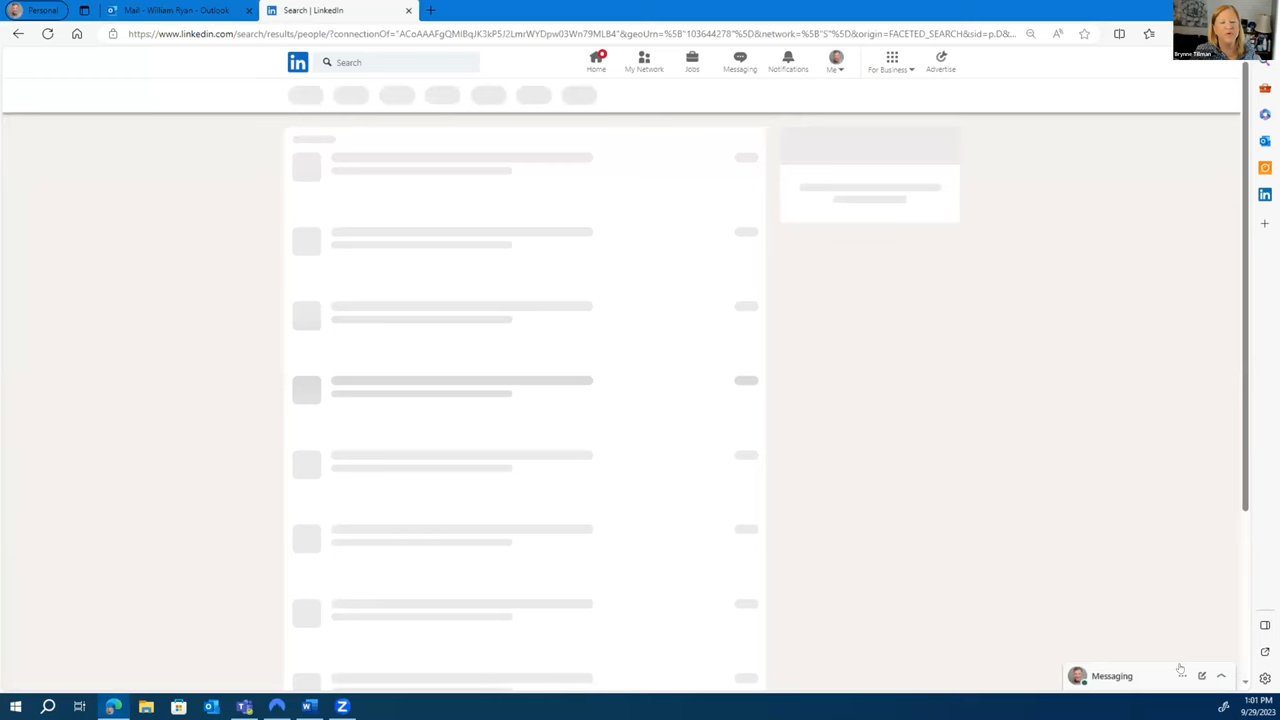 Personal
Mail - William Ryan - Outlook
Search | LinkedIn
https://www.linkedin.com/search/results/people/?connectionOf="ACoAAAFgQMIBqJK3kP5J2LmrWYDpw03Wn79MLB4"&geoUrn=%5B"103644278"%5D&network=%5B"S"%5D&origin=FACETED_SEARCH&sid=p.D&...
Brynne Tillman
in
Search
Home
My Network
Jobs
Messaging
Notifications
Me
For Business
Advertise
Messaging
1:01 PM
9/29/2023